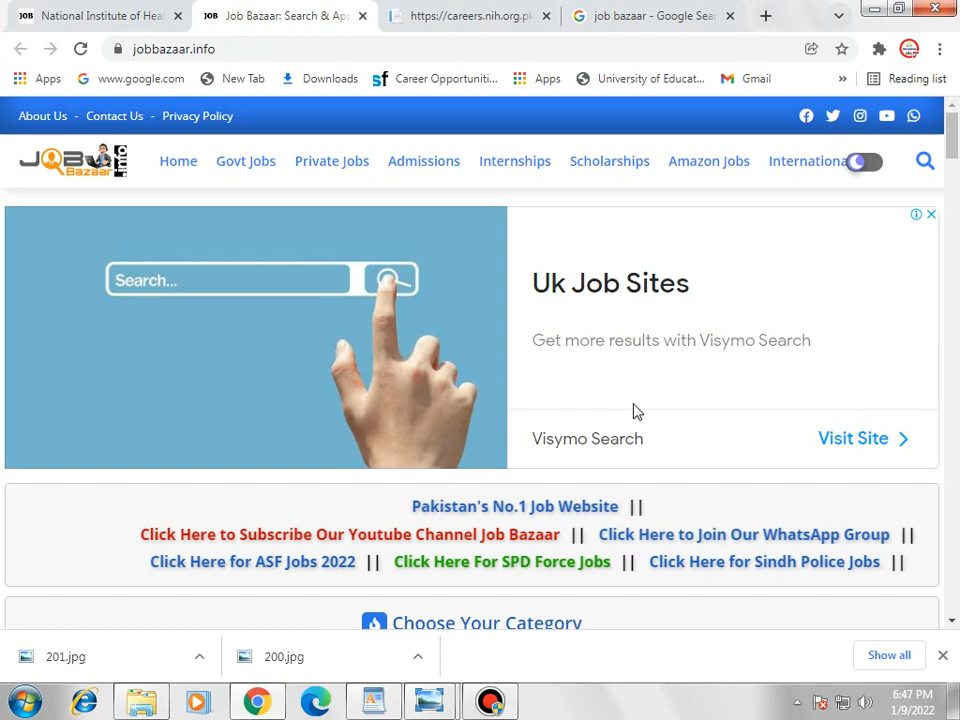 National Institute of Heal
Job Bazaar: Search & Ap
https://careers.nih.org.pk
job bazaar - Google Sear
jobbazaar.info
Apps
www.google.com
New Tab
Downloads
sf Career Opportuniti...
Apps
University of Educat...
Gmail
»
Reading list
About Us - Contact Us - Privacy Policy
JOB Bazaar.info
Home Govt Jobs Private Jobs Admissions Internships Scholarships Amazon Jobs Internationa
Search...
Uk Job Sites
Get more results with Visymo Search
Visymo Search
Visit Site
Pakistan's No.1 Job Website ||
Click Here to Subscribe Our Youtube Channel Job Bazaar || Click Here to Join Our WhatsApp Group ||
Click Here for ASF Jobs 2022 || Click Here For SPD Force Jobs || Click Here for Sindh Police Jobs ||
Choose Your Category
201.jpg
200.jpg
Show all
6:47 PM
1/9/2022